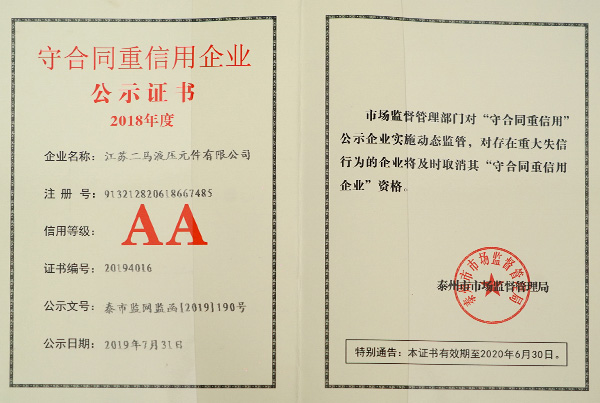 守合同重信用企业
公示证书
2018年度
企业名称：江苏二马液压元件有限公司
注 册 号：913212820618667485
信用等级：AA
证书编号：20194016
公示文号：泰市监网监函[2019]190号
公示日期：2019年7月31日
市场监督管理部门对“守合同重信用”
公示企业实施动态监管，对存在重大失信
行为的企业将及时取消其“守合同重信用
企业”资格。
泰州市市场监督管理局
泰州市市场监督管理局
特别通告：本证书有效期至2020年6月30日。